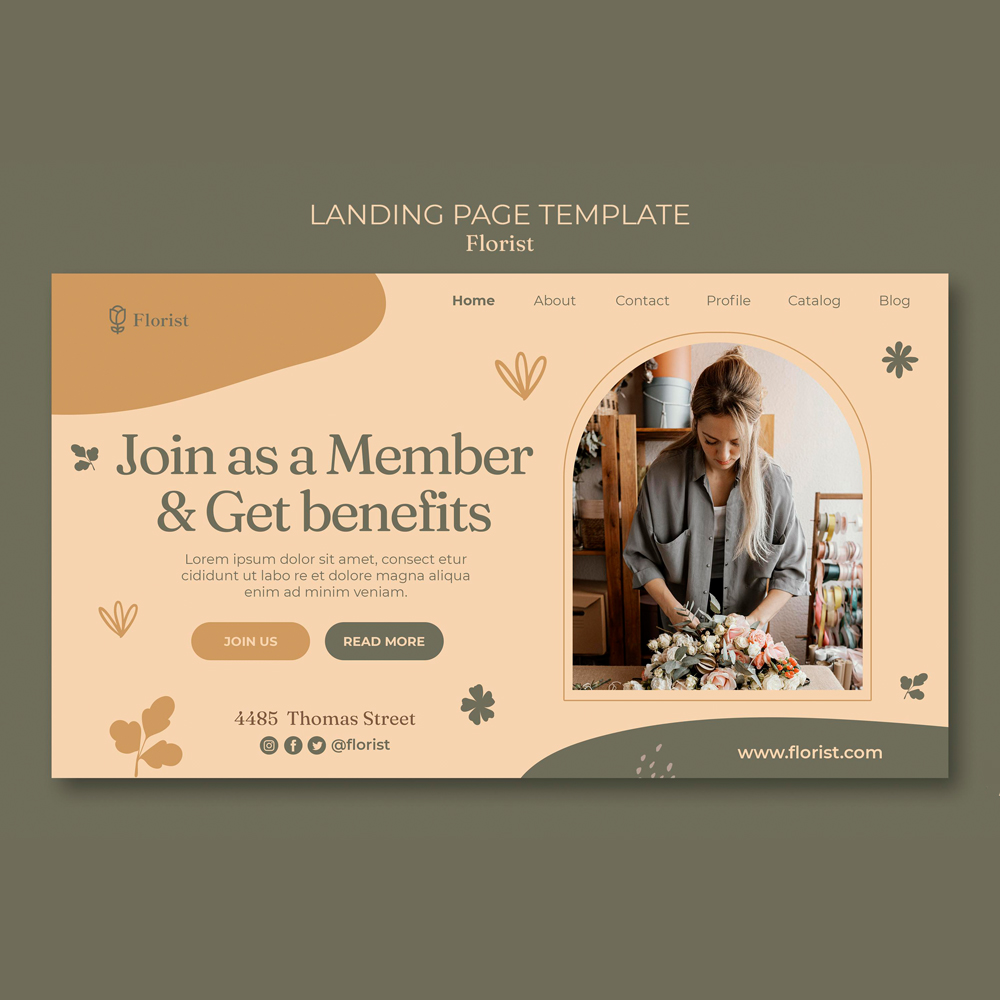 LANDING PAGE TEMPLATE
Florist
Florist
Home About Contact Profile Catalog Blog
Join as a Member
& Get benefits
Lorem ipsum dolor sit amet, consect etur
cididunt ut labo re et dolore magna aliqua
enim ad minim veniam.
JOIN US READ MORE
4485 Thomas Street
@florist
www.florist.com